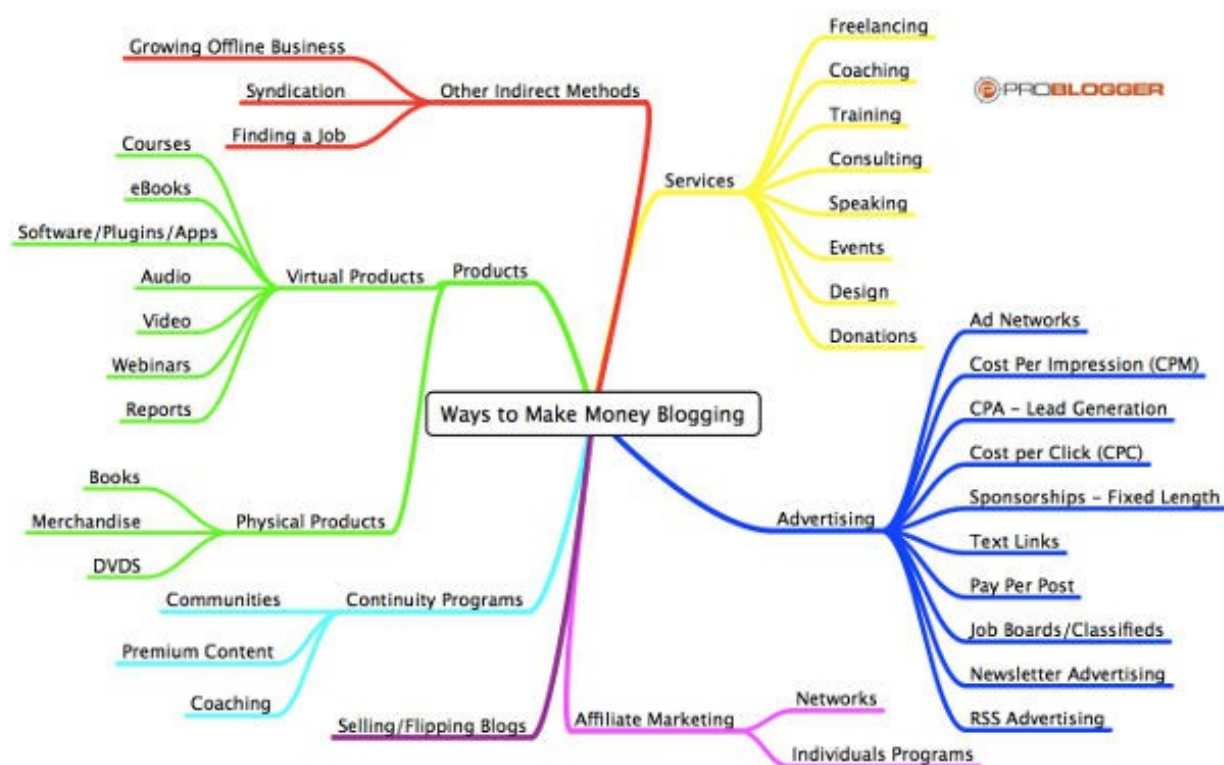 Ways to Make Money Blogging
Other Indirect Methods
Growing Offline Business
Syndication
Finding a Job
Services
Freelancing
Coaching
Training
Consulting
Speaking
Events
Design
Donations
PROBLOGGER
Products
Virtual Products
Courses
eBooks
Software/Plugins/Apps
Audio
Video
Webinars
Reports
Physical Products
Books
Merchandise
DVDS
Advertising
Ad Networks
Cost Per Impression (CPM)
CPA - Lead Generation
Cost per Click (CPC)
Sponsorships - Fixed Length
Text Links
Pay Per Post
Job Boards/Classifieds
Newsletter Advertising
RSS Advertising
Continuity Programs
Communities
Premium Content
Coaching
Selling/Flipping Blogs
Affiliate Marketing
Networks
Individuals Programs